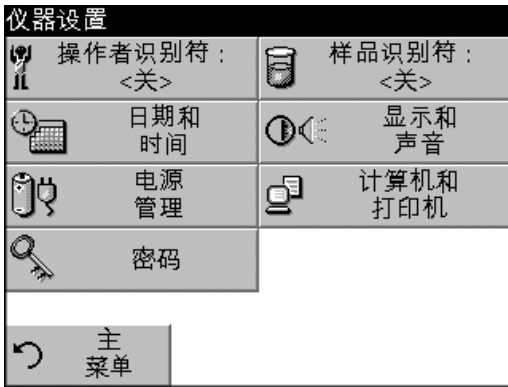 仪器设置
操作者识别符：
<关>
样品识别符：
<关>
日期和
时间
显示和
声音
电源
管理
计算机和
打印机
密码
主
菜单